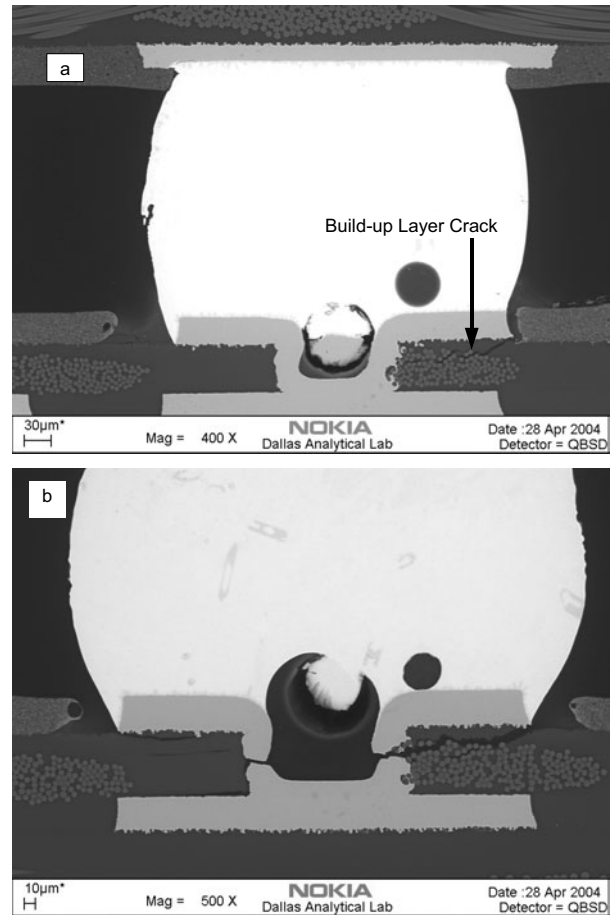 a
Build-up Layer Crack
30µm*
Mag = 400 X
NOKIA
Dallas Analytical Lab
Date :28 Apr 2004
Detector = QBSD
b
10µm*
Mag = 500 X
NOKIA
Dallas Analytical Lab
Date :28 Apr 2004
Detector = QBSD